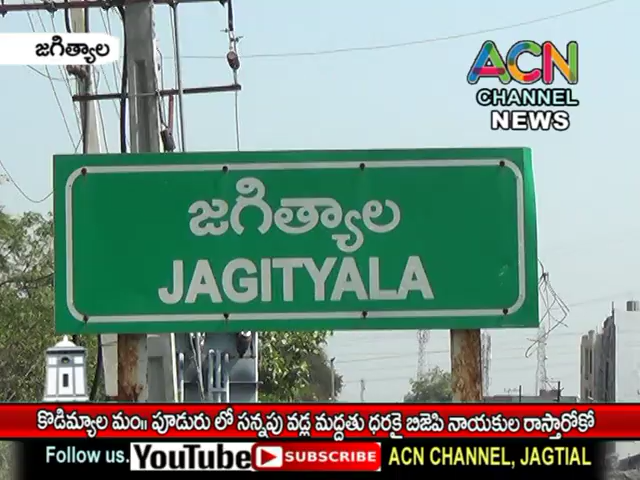 జగిత్యాల
ACN
CHANNEL
NEWS
జగిత్యాల
JAGITYALA
కొడిమ్యాల మం॥ పూడురు లో సన్నపు వడ్ల మద్దతు ధరకై బిజెపి నాయకుల రాస్తారోకో
Follow us. YouTube SUBSCRIBE ACN CHANNEL, JAGTIAL